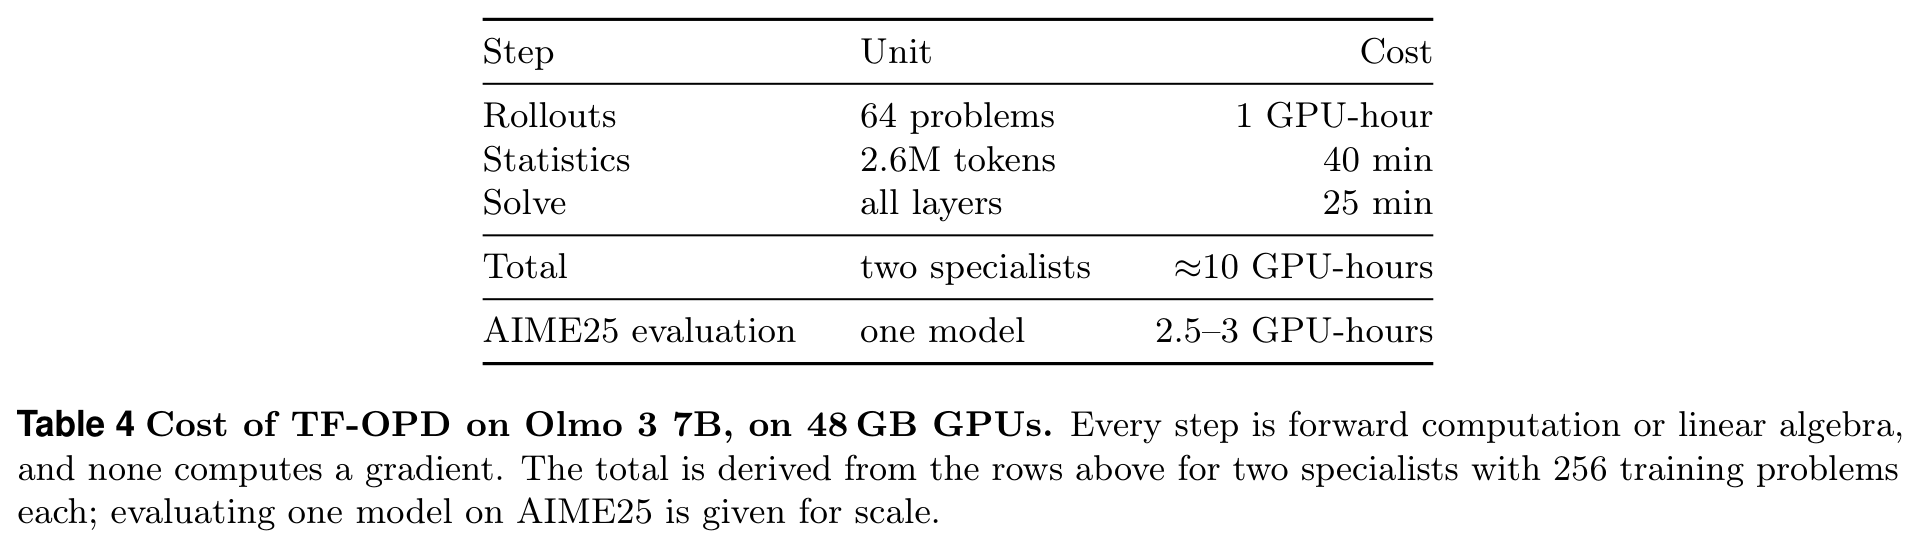 Step Unit Cost
Rollouts 64 problems 1 GPU-hour
Statistics 2.6M tokens 40 min
Solve all layers 25 min
Total two specialists ≈10 GPU-hours
AIME25 evaluation one model 2.5–3 GPU-hours
Table 4 Cost of TF-OPD on Olmo 3 7B, on 48 GB GPUs. Every step is forward computation or linear algebra,
and none computes a gradient. The total is derived from the rows above for two specialists with 256 training problems
each; evaluating one model on AIME25 is given for scale.